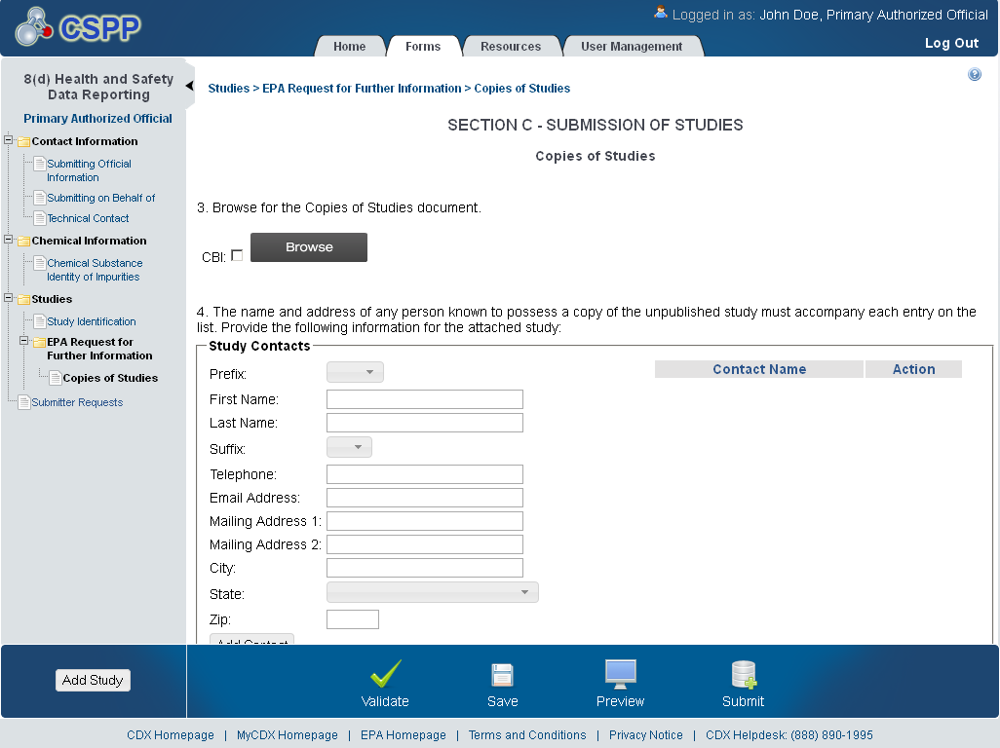 CSPP
Logged in as: John Doe, Primary Authorized Official
Home
Forms
Resources
User Management
Log Out
8(d) Health and Safety
Data Reporting
Primary Authorized Official
Contact Information
Submitting Official
Information
Submitting on Behalf of
Technical Contact
Chemical Information
Chemical Substance
Identity of Impurities
Studies
Study Identification
EPA Request for
Further Information
Copies of Studies
Submitter Requests
Studies > EPA Request for Further Information > Copies of Studies
?
SECTION C - SUBMISSION OF STUDIES
Copies of Studies
3. Browse for the Copies of Studies document.
CBI:
Browse
4. The name and address of any person known to possess a copy of the unpublished study must accompany each entry on the
list. Provide the following information for the attached study:
Study Contacts
Prefix:
First Name:
Last Name:
Suffix:
Telephone:
Email Address:
Mailing Address 1:
Mailing Address 2:
City:
State:
Zip:
Add Contact
Contact Name
Action
Add Study
Validate
Save
Preview
Submit
CDX Homepage | MyCDX Homepage | EPA Homepage | Terms and Conditions | Privacy Notice | CDX Helpdesk: (888) 890-1995